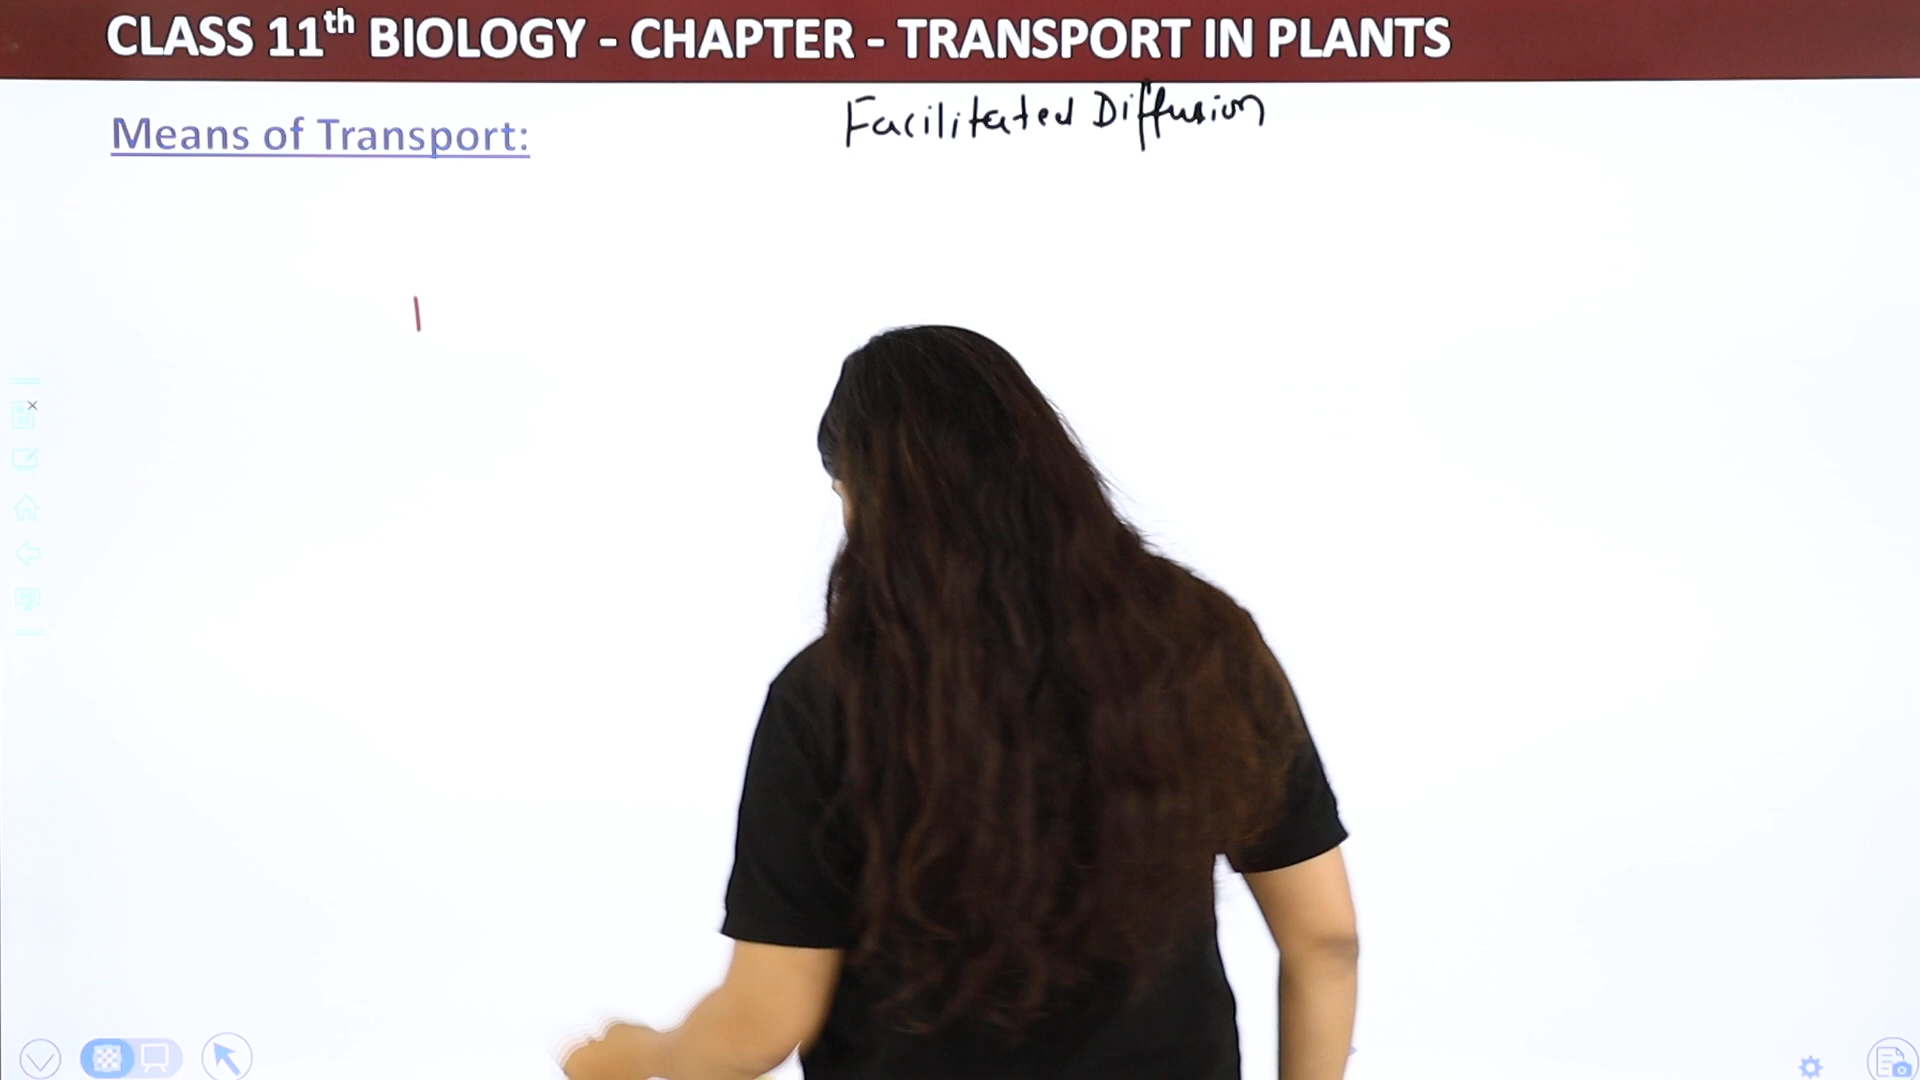 CLASS 11th BIOLOGY - CHAPTER - TRANSPORT IN PLANTS
Means of Transport:
Facilitated Diffusion